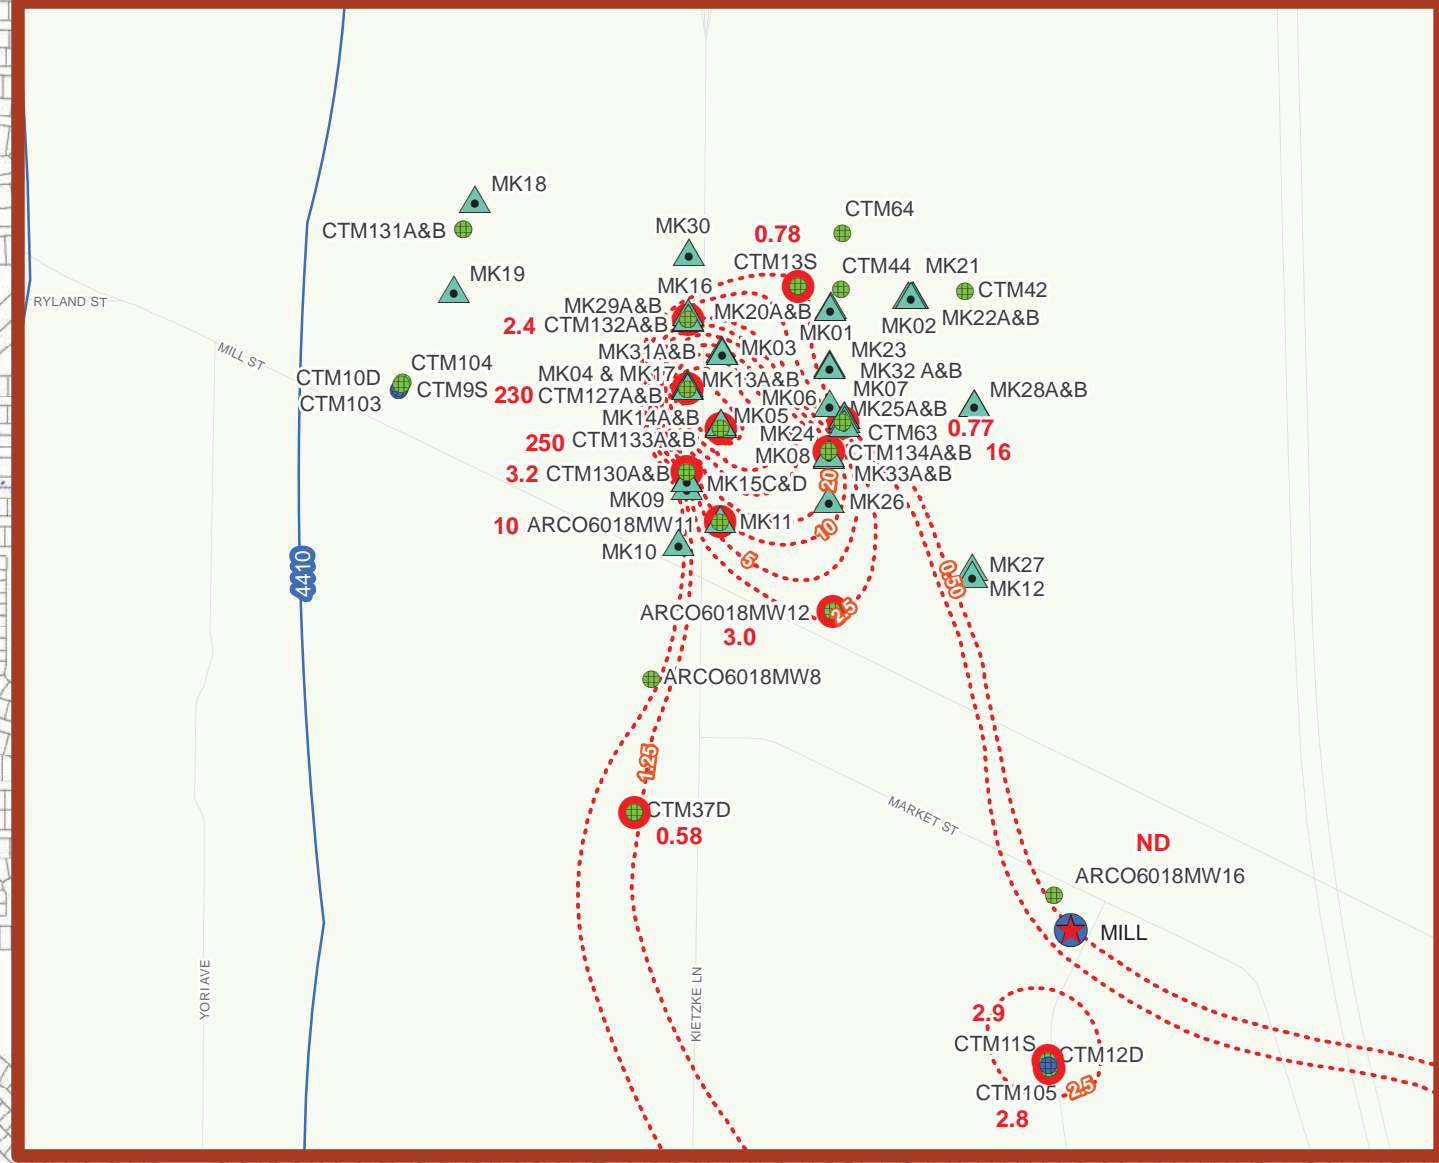 MK18
CTM131A&B
CTM64
MK30
0.78
CTM13S
CTM44
MK21
MK19
MK16
CTM42
RYLAND ST
MK29A&B
MK20A&B
MK22A&B
2.4
CTM132A&B
MK01
MK02
MILL ST
MK31A&B
MK03
MK23
CTM104
MK04 & MK17
MK13A&B
MK32 A&B
CTM10D
CTM9S
230
CTM127A&B
MK06
MK07
MK28A&B
CTM103
MK14A&B
MK05
MK25A&B
250
CTM133A&B
MK24
CTM63
0.77
MK08
CTM134A&B
16
3.2
CTM130A&B
MK15C&D
20
MK33A&B
MK09
MK26
10
ARCO6018MW11
MK11
10
MK10
5
4410
0.50
MK27
MK12
ARCO6018MW12
2.5
3.0
ARCO6018MW8
1.25
CTM37D
0.58
MARKET ST
ND
ARCO6018MW16
MILL
YORI AVE
KIETZKE LN
2.9
CTM11S
CTM12D
CTM105
2.5
2.8